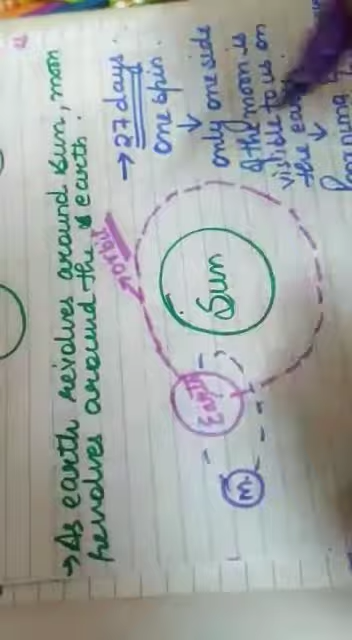 → As earth revolves around sun, moon
revolves around the earth.
→ 27 days.
one spin.
↓
only one side
of the moon is
visible to us on
the
↓
→ Orbit
Sun
Earth
M.